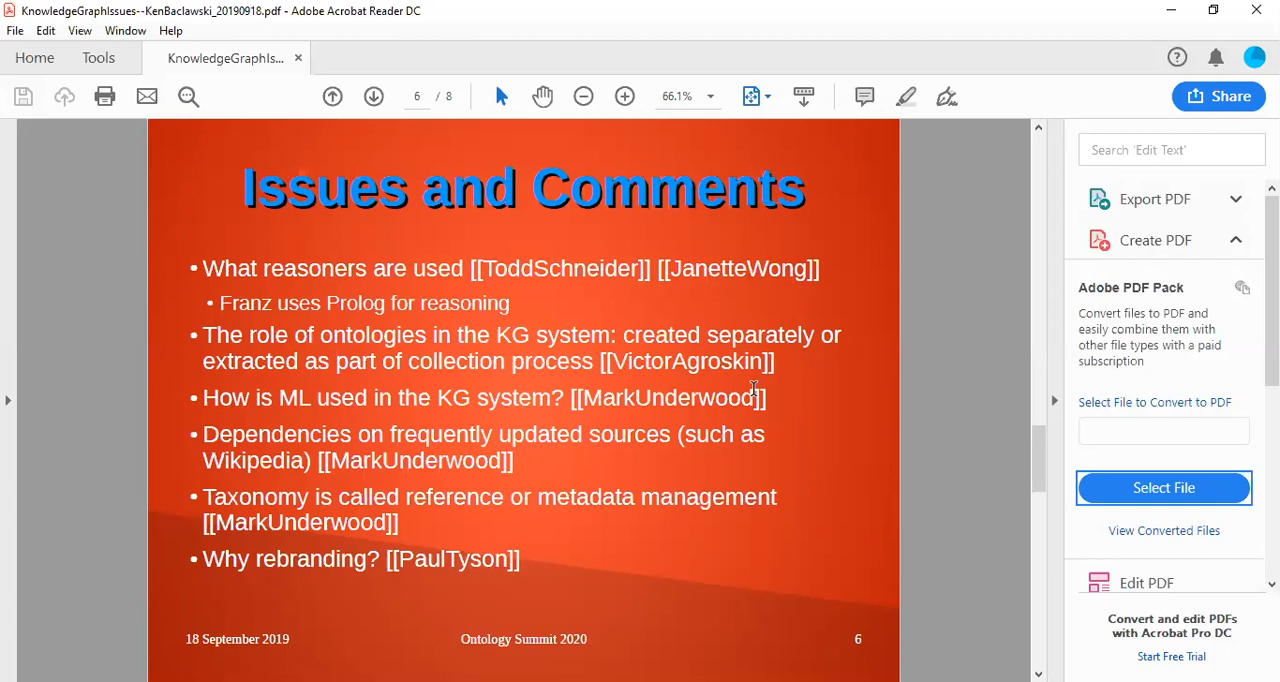 KnowledgeGraphIssues--KenBaclawski_20190918.pdf - Adobe Acrobat Reader DC
File Edit View Window Help
Home Tools KnowledgeGraphIs... ×
6 / 8 66.1% Share
Issues and Comments
• What reasoners are used [[ToddSchneider]] [[JanetteWong]]
• Franz uses Prolog for reasoning
• The role of ontologies in the KG system: created separately or
extracted as part of collection process [[VictorAgroskin]]
• How is ML used in the KG system? [[MarkUnderwood]]
• Dependencies on frequently updated sources (such as
Wikipedia) [[MarkUnderwood]]
• Taxonomy is called reference or metadata management
[[MarkUnderwood]]
• Why rebranding? [[PaulTyson]]
18 September 2019 Ontology Summit 2020 6
Search 'Edit Text'
Export PDF
Create PDF
Adobe PDF Pack
Convert files to PDF and
easily combine them with
other file types with a paid
subscription
Select File to Convert to PDF
Select File
View Converted Files
Edit PDF
Convert and edit PDFs
with Acrobat Pro DC
Start Free Trial